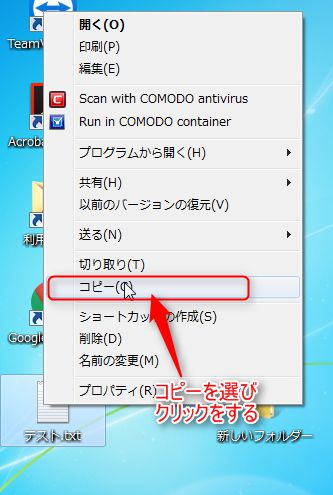 開く(O)
印刷(P)
編集(E)
Scan with COMODO antivirus
Run in COMODO container
プログラムから開く(H)
共有(H)
以前のバージョンの復元(V)
送る(N)
切り取り(T)
コピー(C)
ショートカットの作成(S)
削除(D)
名前の変更(M)
プロパティ(R)
コピーを選び
クリックをする
TeamV
Acroba
利用
Google
テスト.txt
新しいフォルダー